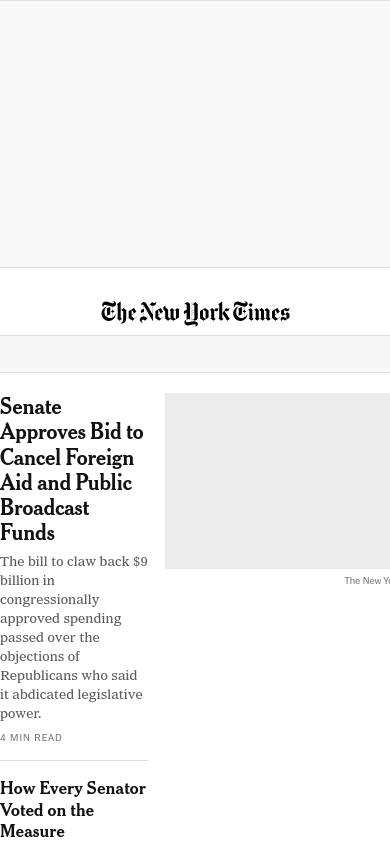 The New York Times
Senate
Approves Bid to
Cancel Foreign
Aid and Public
Broadcast
Funds
The bill to claw back $9
billion in
congressionally
approved spending
passed over the
objections of
Republicans who said
it abdicated legislative
power.
4 MIN READ
The New Yo
How Every Senator
Voted on the
Measure